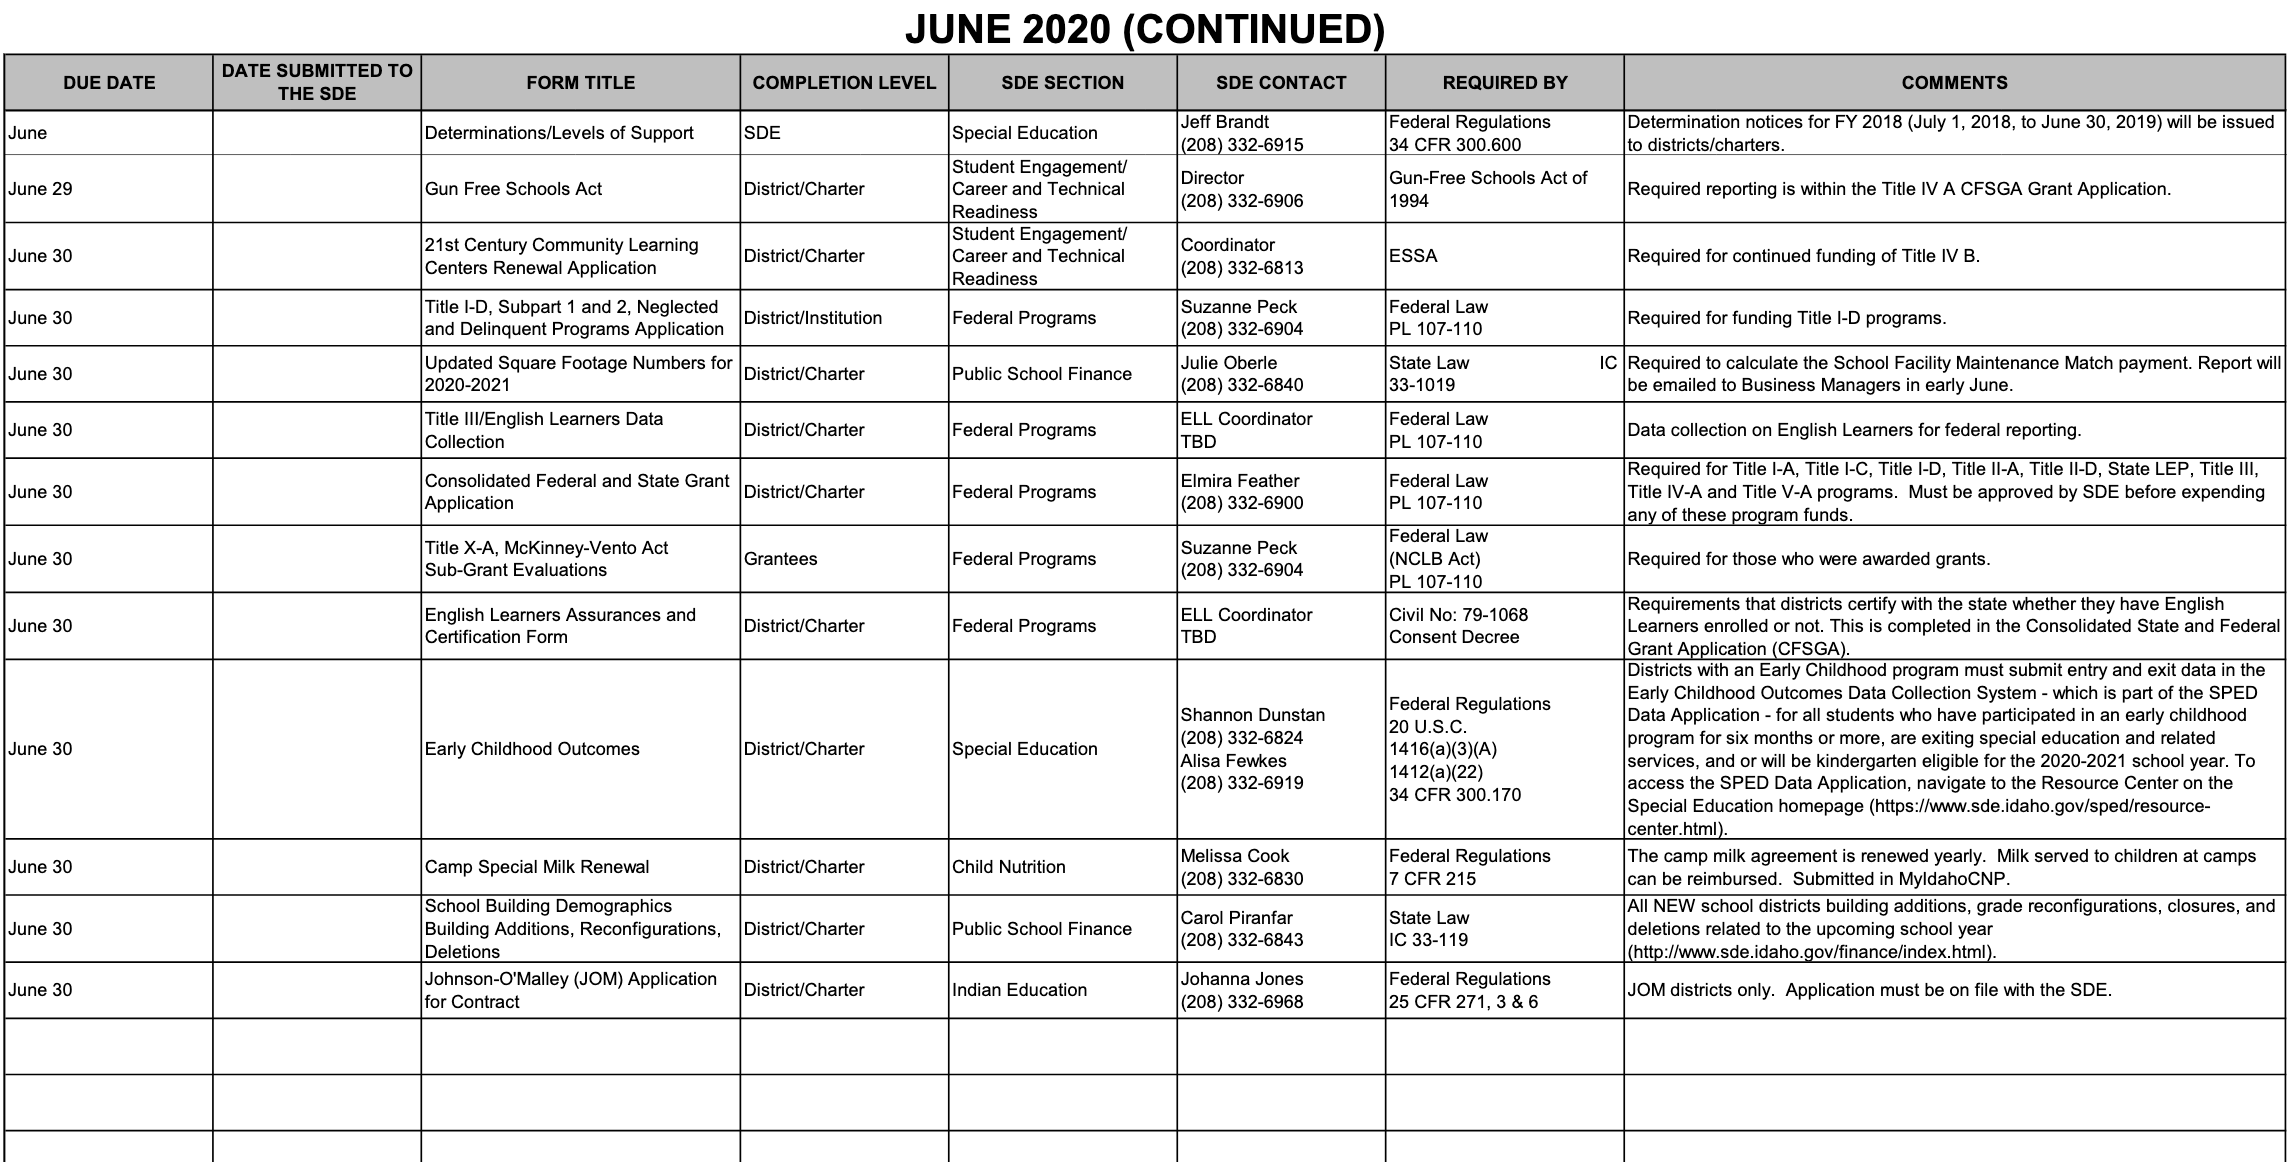 JUNE 2020 (CONTINUED)
DUE DATE
DATE SUBMITTED TO
THE SDE
FORM TITLE
COMPLETION LEVEL
SDE SECTION
SDE CONTACT
REQUIRED BY
COMMENTS
June
Determinations/Levels of Support
SDE
Special Education
Jeff Brandt
(208) 332-6915
Federal Regulations
34 CFR 300.600
Determination notices for FY 2018 (July 1, 2018, to June 30, 2019) will be issued
to districts/charters.
June 29
Gun Free Schools Act
District/Charter
Student Engagement/
Career and Technical
Readiness
Director
(208) 332-6906
Gun-Free Schools Act of
1994
Required reporting is within the Title IV A CFSGA Grant Application.
June 30
21st Century Community Learning
Centers Renewal Application
District/Charter
Student Engagement/
Career and Technical
Readiness
Coordinator
(208) 332-6813
ESSA
Required for continued funding of Title IV B.
June 30
Title I-D, Subpart 1 and 2, Neglected
and Delinquent Programs Application
District/Institution
Federal Programs
Suzanne Peck
(208) 332-6904
Federal Law
PL 107-110
Required for funding Title I-D programs.
June 30
Updated Square Footage Numbers for
2020-2021
District/Charter
Public School Finance
Julie Oberle
(208) 332-6840
State Law IC
33-1019
Required to calculate the School Facility Maintenance Match payment. Report will
be emailed to Business Managers in early June.
June 30
Title III/English Learners Data
Collection
District/Charter
Federal Programs
ELL Coordinator
TBD
Federal Law
PL 107-110
Data collection on English Learners for federal reporting.
June 30
Consolidated Federal and State Grant
Application
District/Charter
Federal Programs
Elmira Feather
(208) 332-6900
Federal Law
PL 107-110
Required for Title I-A, Title I-C, Title I-D, Title II-A, Title II-D, State LEP, Title III,
Title IV-A and Title V-A programs.  Must be approved by SDE before expending
any of these program funds.
June 30
Title X-A, McKinney-Vento Act
Sub-Grant Evaluations
Grantees
Federal Programs
Suzanne Peck
(208) 332-6904
Federal Law
(NCLB Act)
PL 107-110
Required for those who were awarded grants.
June 30
English Learners Assurances and
Certification Form
District/Charter
Federal Programs
ELL Coordinator
TBD
Civil No: 79-1068
Consent Decree
Requirements that districts certify with the state whether they have English
Learners enrolled or not. This is completed in the Consolidated State and Federal
Grant Application (CFSGA).
June 30
Early Childhood Outcomes
District/Charter
Special Education
Shannon Dunstan
(208) 332-6824
Alisa Fewkes
(208) 332-6919
Federal Regulations
20 U.S.C.
1416(a)(3)(A)
1412(a)(22)
34 CFR 300.170
Districts with an Early Childhood program must submit entry and exit data in the
Early Childhood Outcomes Data Collection System - which is part of the SPED
Data Application - for all students who have participated in an early childhood
program for six months or more, are exiting special education and related
services, and or will be kindergarten eligible for the 2020-2021 school year. To
access the SPED Data Application, navigate to the Resource Center on the
Special Education homepage (https://www.sde.idaho.gov/sped/resource-
center.html).
June 30
Camp Special Milk Renewal
District/Charter
Child Nutrition
Melissa Cook
(208) 332-6830
Federal Regulations
7 CFR 215
The camp milk agreement is renewed yearly.  Milk served to children at camps
can be reimbursed.  Submitted in MyIdahoCNP.
June 30
School Building Demographics
Building Additions, Reconfigurations,
Deletions
District/Charter
Public School Finance
Carol Piranfar
(208) 332-6843
State Law
IC 33-119
All NEW school districts building additions, grade reconfigurations, closures, and
deletions related to the upcoming school year
(http://www.sde.idaho.gov/finance/index.html).
June 30
Johnson-O'Malley (JOM) Application
for Contract
District/Charter
Indian Education
Johanna Jones
(208) 332-6968
Federal Regulations
25 CFR 271, 3 & 6
JOM districts only.  Application must be on file with the SDE.